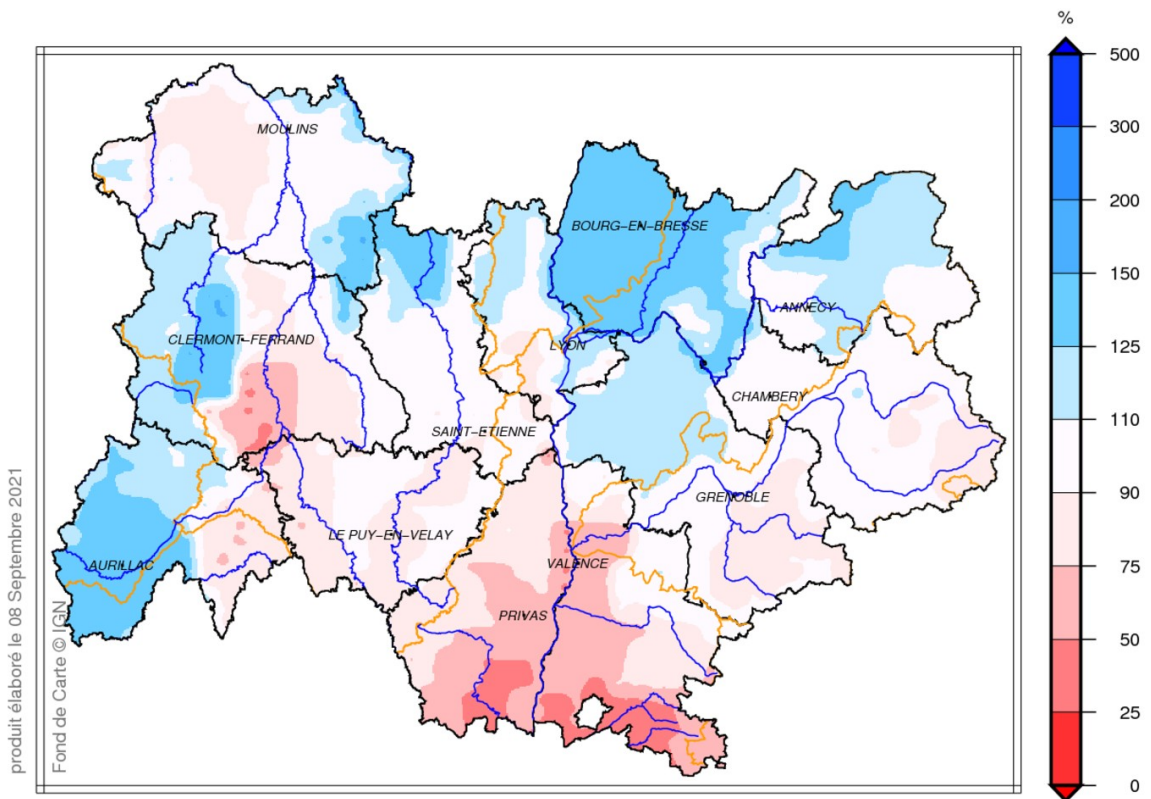 %
500
300
200
150
125
110
90
75
50
25
0
MOULINS
BOURG-EN-BRESSE
ANNECY
CLERMONT-FERRAND
LYON
CHAMBERY
SAINT-ETIENNE
GRENOBLE
LE PUY-EN-VELAY
AURILLAC
VALENCE
PRIVAS
produit élaboré le 08 Septembre 2021
Fond de Carte © IGN